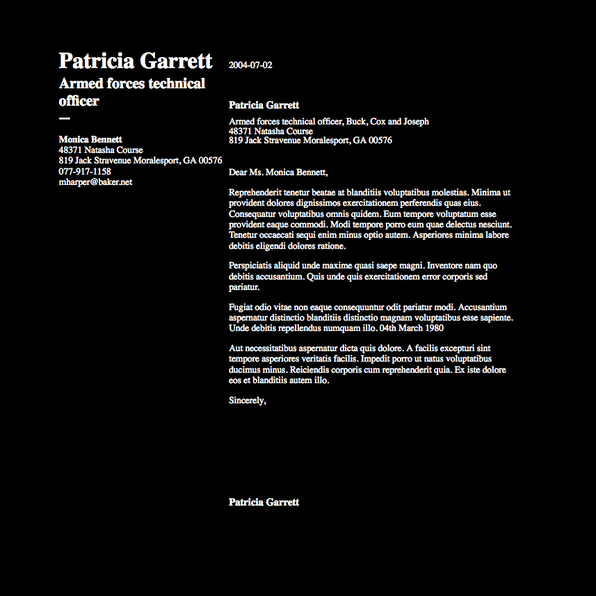 Patricia Garrett
Armed forces technical
officer
—
Monica Bennett
48371 Natasha Course
819 Jack Stravenue Moralesport, GA 00576
077-917-1158
mharper@baker.net
2004-07-02
Patricia Garrett
Armed forces technical officer, Buck, Cox and Joseph
48371 Natasha Course
819 Jack Stravenue Moralesport, GA 00576
Dear Ms. Monica Bennett,
Reprehenderit tenetur beatae at blanditiis voluptatibus molestias. Minima ut
provident dolores dignissimos exercitationem perferendis quas eius.
Consequatur voluptatibus omnis quidem. Eum tempore voluptatum esse
provident eaque commodi. Modi tempore porro eum quae delectus nesciunt.
Tenetur occaecati sequi enim minus optio autem. Asperiores minima labore
debitis eligendi dolores ratione.
Perspiciatis aliquid unde maxime quasi saepe magni. Inventore nam quo
debitis accusantium. Quis unde quis exercitationem error corporis sed
pariatur.
Fugiat odio vitae non eaque consequuntur odit pariatur modi. Accusantium
aspernatur distinctio blanditiis distinctio magnam voluptatibus esse sapiente.
Unde debitis repellendus numquam illo. 04th March 1980
Aut necessitatibus aspernatur dicta quis dolore. A facilis excepturi sint
tempore asperiores veritatis facilis. Impedit porro ut natus voluptatibus
ducimus minus. Reiciendis corporis cum reprehenderit quia. Ex iste dolore
eos et blanditiis autem illo.
Sincerely,
Patricia Garrett